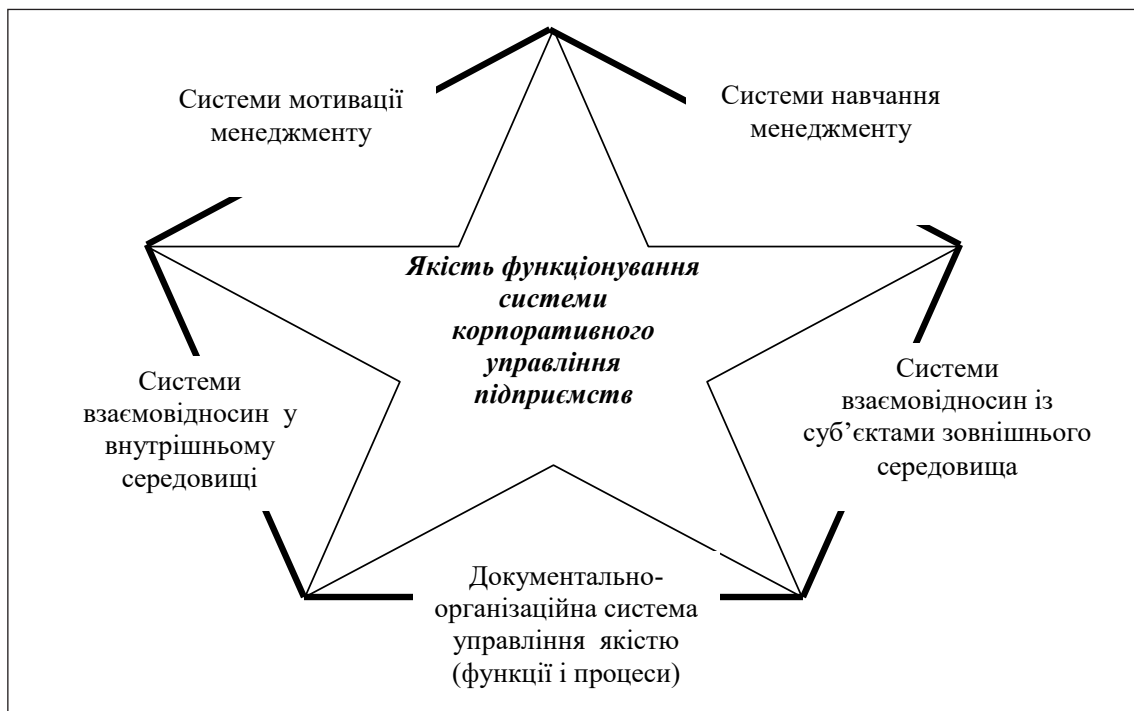 Системи мотивації
менеджменту
Системи навчання
менеджменту
Якість функціонування
системи
корпоративного
управління
підприємств
Системи
взаємовідносин у
внутрішньому
середовищі
Системи
взаємовідносин із
суб’єктами зовнішнього
середовища
Документально-
організаційна система
управління якістю
(функції і процеси)